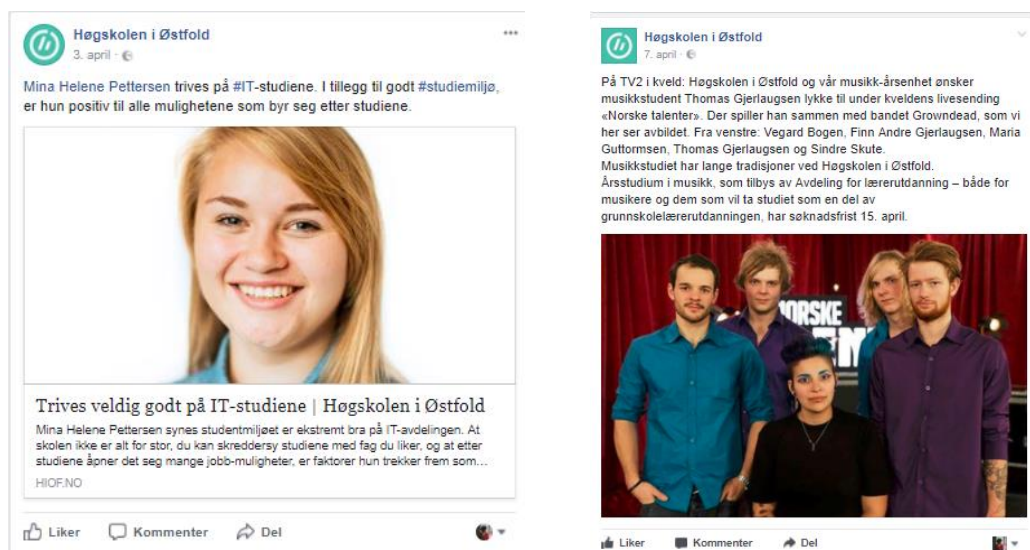 Høgskolen i Østfold
3. april
Mina Helene Pettersen trives på #IT-studiene. I tillegg til godt #studiemiljø,
er hun positiv til alle mulighetene som byr seg etter studiene.
Trives veldig godt på IT-studiene | Høgskolen i Østfold
Mina Helene Pettersen synes studentmiljøet er ekstremt bra på IT-avdelingen. At
skolen ikke er alt for stor, du kan skreddersy studiene med fag du liker, og at etter
studiene åpner det seg mange jobb-muligheter, er faktorer hun trekker frem som...
HIOF.NO
Liker Kommenter Del
Høgskolen i Østfold
7. april
På TV2 i kveld: Høgskolen i Østfold og vår musikk-årsenhet ønsker
musikkstudent Thomas Gjerlaugsen lykke til under kveldens livesending
«Norske talenter». Der spiller han sammen med bandet Growndead, som vi
her ser avbildet. Fra venstre: Vegard Bogen, Finn Andre Gjerlaugsen, Maria
Guttormsen, Thomas Gjerlaugsen og Sindre Skute.
Musikkstudiet har lange tradisjoner ved Høgskolen i Østfold.
Årsstudium i musikk, som tilbys av Avdeling for lærerutdanning – både for
musikere og dem som vil ta studiet som en del av
grunnskolelærerutdanningen, har søknadsfrist 15. april.
NORSKE
Liker Kommenter Del